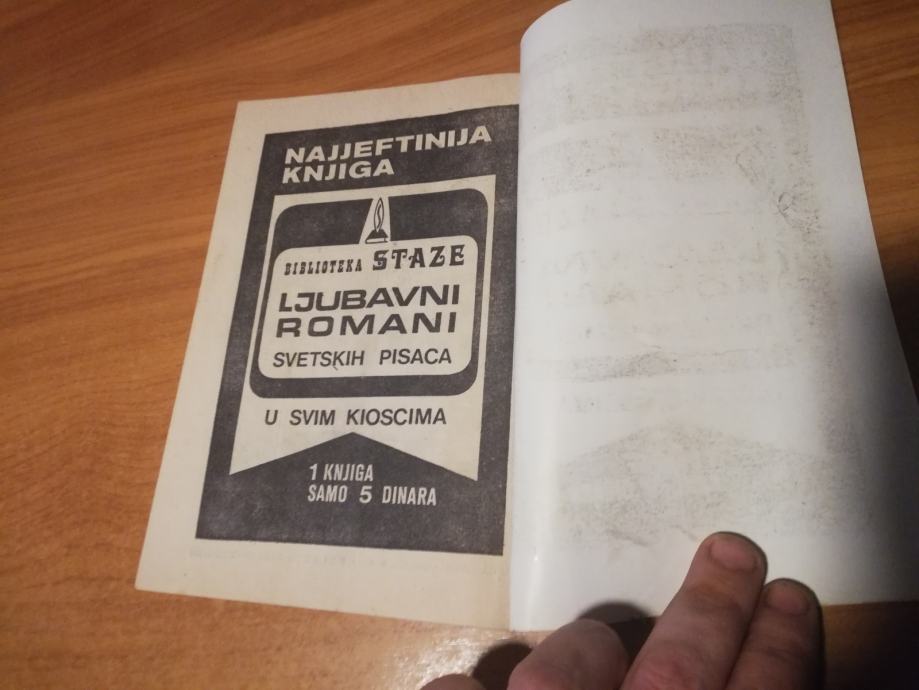 NAJJEFTINIJA
KNJIGA
BIBLIOTEKA STAZE
LJUBAVNI
ROMANI
SVETSKIH PISACA
U SVIM KIOSCIMA
1 KNJIGA
SAMO 5 DINARA